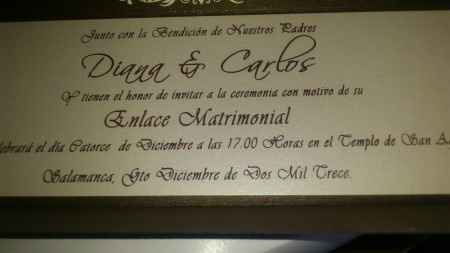 Junto con la Bendición de Nuestros Padres
Diana & Carlos
Y tienen el honor de invitar a la ceremonia con motivo de su
Enlace Matrimonial
elebrará el día Catorce de Diciembre a las 17.00 Horas en el Templo de San A
Salamanca, Gto Diciembre de Dos Mil Trece.